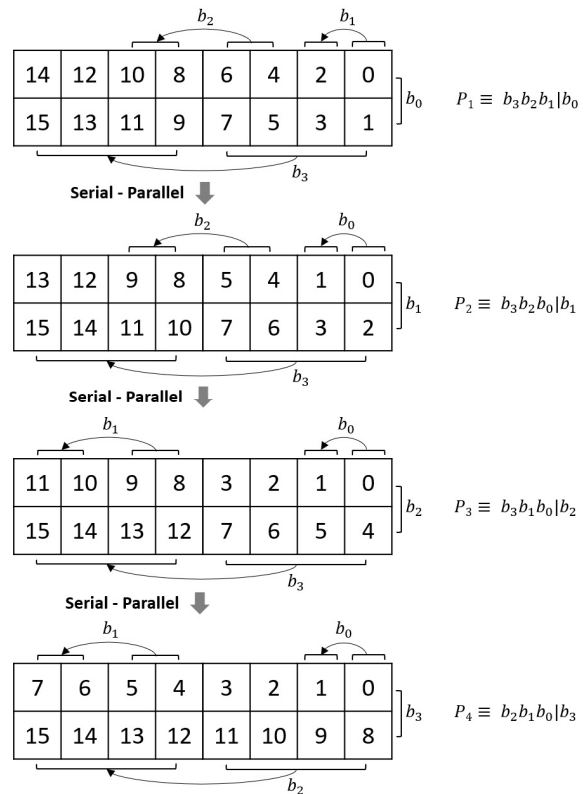 b₂ b₁
14 12 10 8 6 4 2 0
b₀ P₁ ≡ b₃b₂b₁|b₀
15 13 11 9 7 5 3 1
b₃
Serial - Parallel
b₂ b₀
13 12 9 8 5 4 1 0
b₁ P₂ ≡ b₃b₂b₀|b₁
15 14 11 10 7 6 3 2
b₃
Serial - Parallel
b₁ b₀
11 10 9 8 3 2 1 0
b₂ P₃ ≡ b₃b₁b₀|b₂
15 14 13 12 7 6 5 4
b₃
Serial - Parallel
b₁ b₀
7 6 5 4 3 2 1 0
b₃ P₄ ≡ b₂b₁b₀|b₃
15 14 13 12 11 10 9 8
b₂